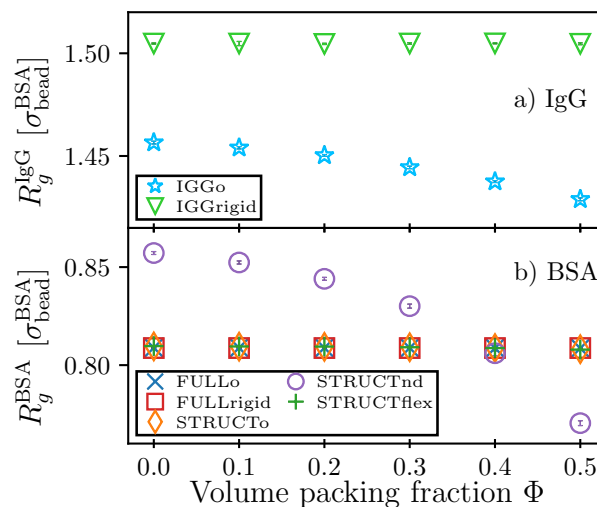 R_g^IgG [σ_bead^BSA]
1.50
1.45
a) IgG
IGGo
IGGrigid
R_g^BSA [σ_bead^BSA]
0.85
0.80
b) BSA
FULLo
FULLrigid
STRUCTo
STRUCTnd
STRUCTflex
0.0 0.1 0.2 0.3 0.4 0.5
Volume packing fraction Φ